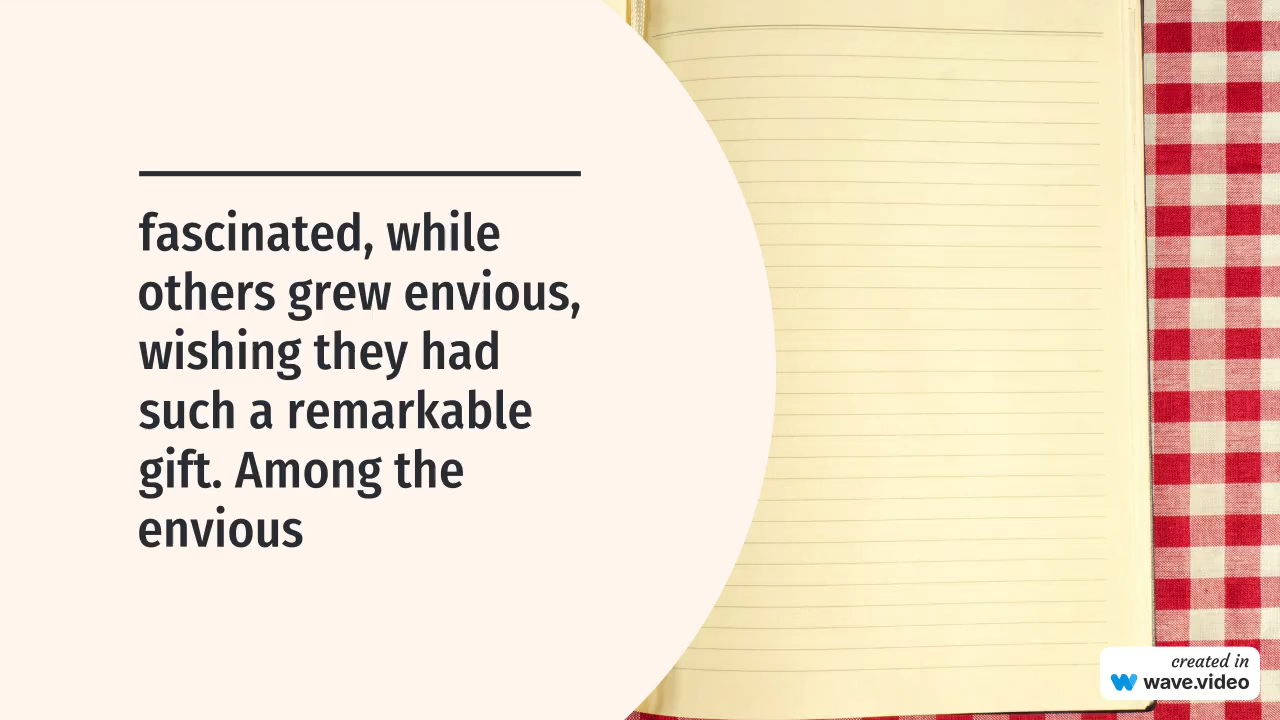 fascinated, while
others grew envious,
wishing they had
such a remarkable
gift. Among the
envious
created in
wave.video